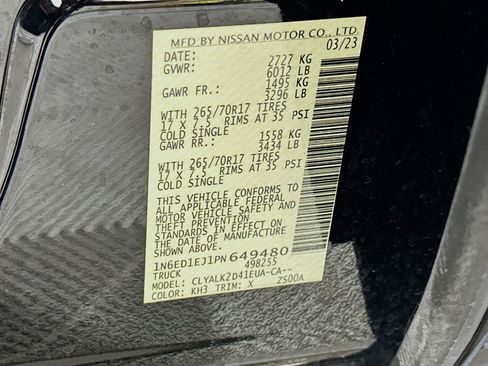 MFD BY NISSAN MOTOR CO., LTD.
DATE: 03/23
GVWR: 2727 KG
6012 LB
GAWR FR.: 1495 KG
3296 LB
WITH 265/70R17 TIRES
17 X 7.5 RIMS AT 35 PSI
COLD SINGLE
GAWR RR.: 1558 KG
3434 LB
WITH 265/70R17 TIRES
17 X 7.5 RIMS AT 35 PSI
COLD SINGLE
THIS VEHICLE CONFORMS TO
ALL APPLICABLE FEDERAL
MOTOR VEHICLE SAFETY AND
THEFT PREVENTION
STANDARDS IN EFFECT ON
THE DATE OF MANUFACTURE
SHOWN ABOVE.
1N6ED1EJ1PN649480
TRUCK 498255
MODEL: CLYALKZD41EUA-CA--
COLOR: KH3 TRIM: X ZS00A